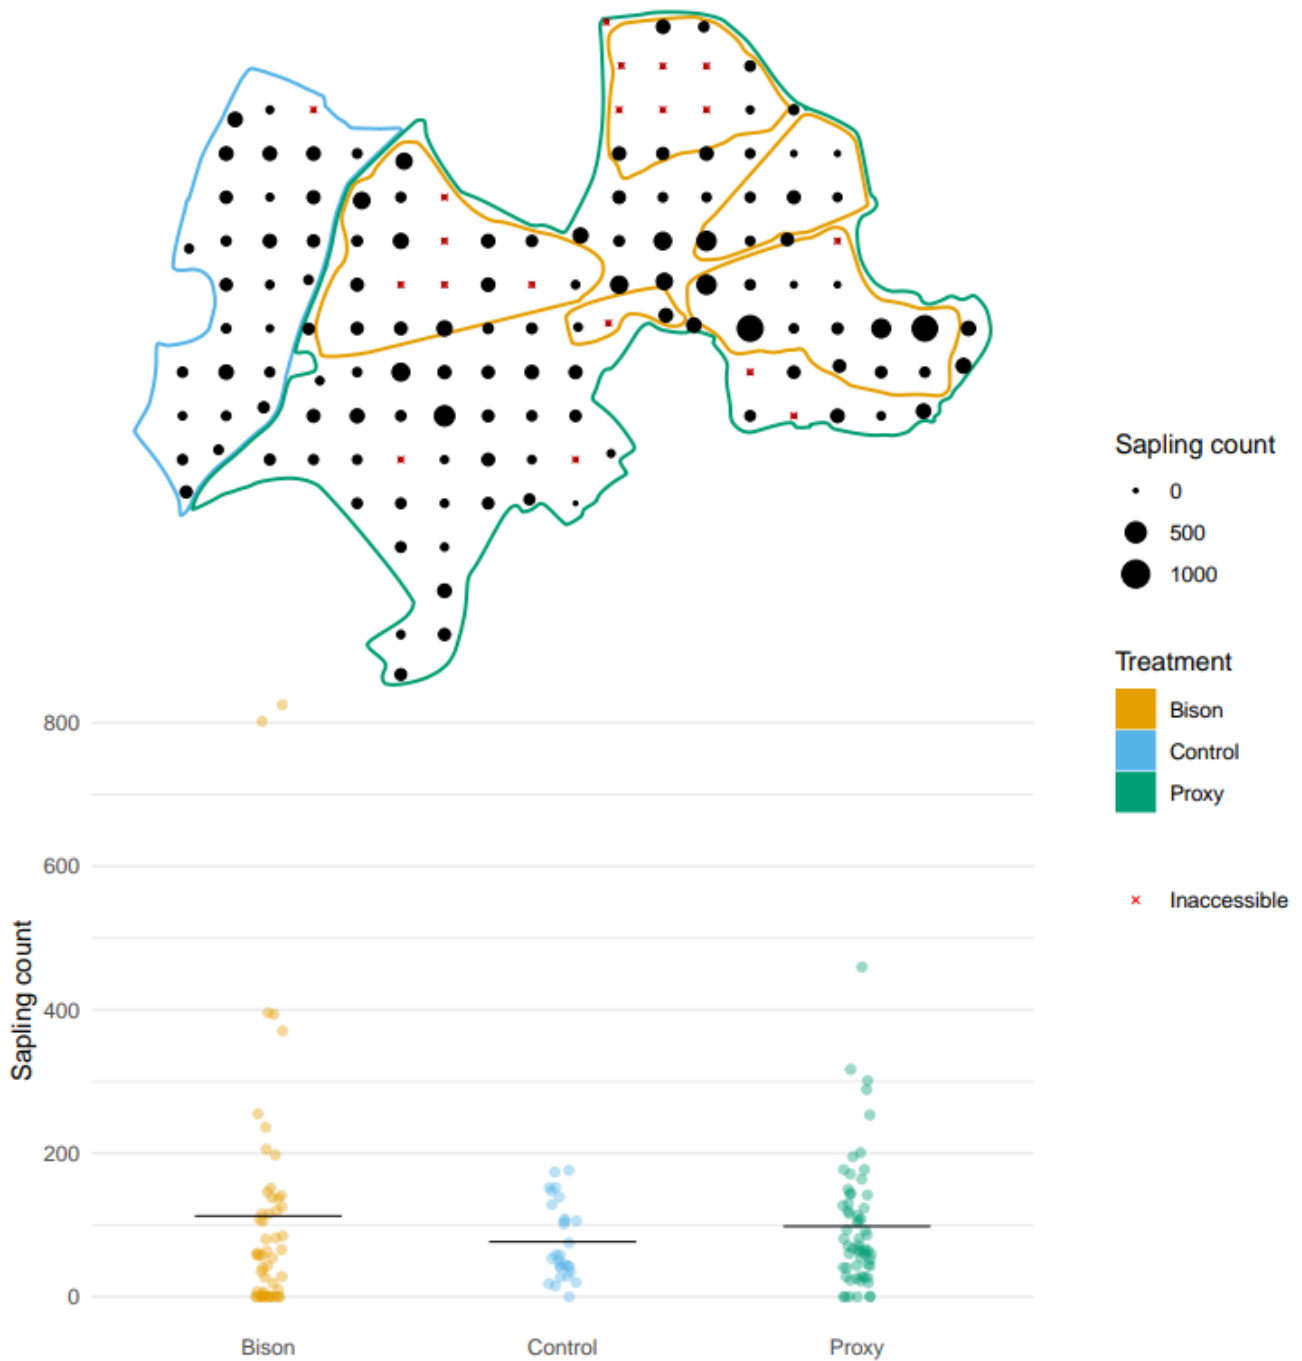 Sapling count
0
500
1000
Treatment
Bison
Control
Proxy
Inaccessible
Sapling count
800
600
400
200
0
Bison
Control
Proxy